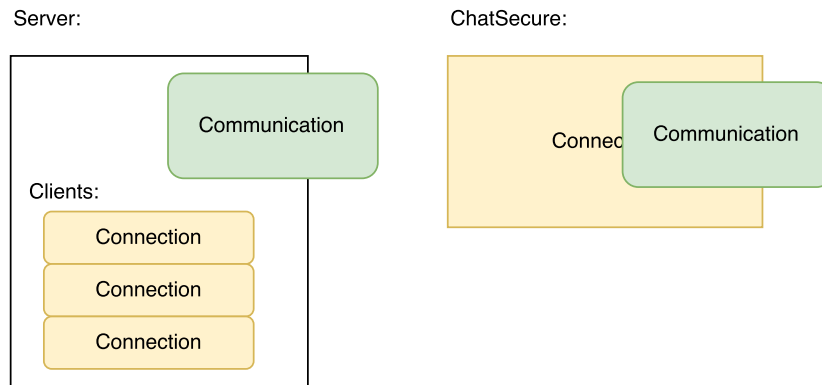 Server:
ChatSecure:
Communication
Connec
Communication
Clients:
Connection
Connection
Connection